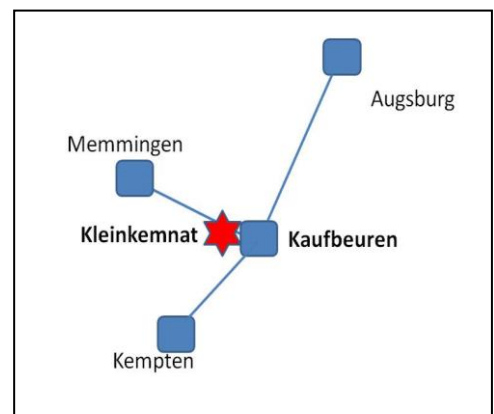 Augsburg
Memmingen
Kleinkemnat
Kaufbeuren
Kempten